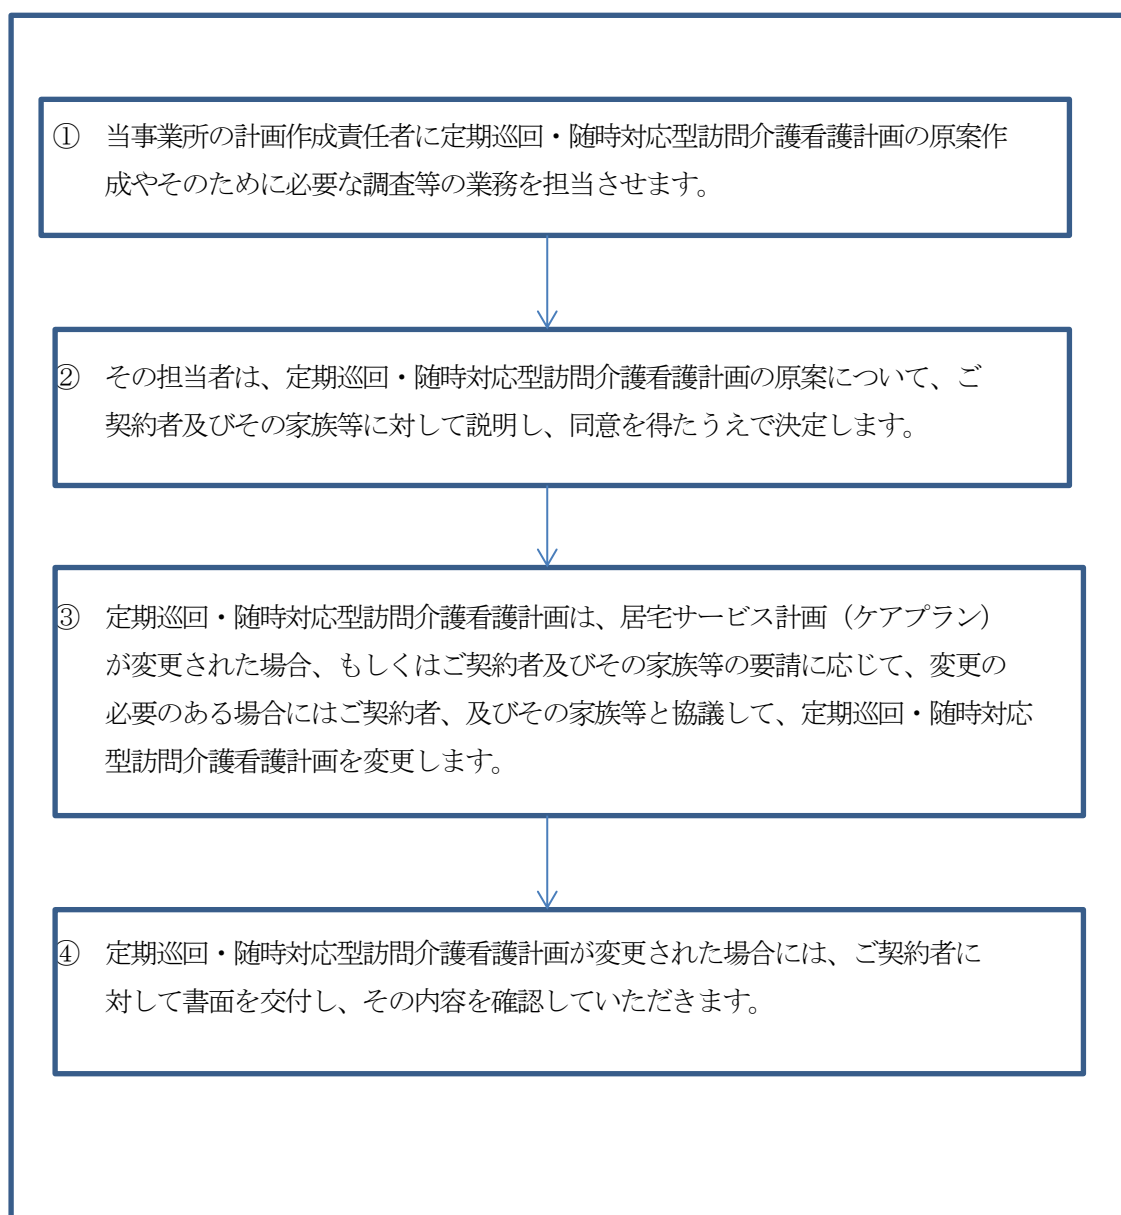 ① 当事業所の計画作成責任者に定期巡回・随時対応型訪問介護看護計画の原案作
成やそのために必要な調査等の業務を担当させます。
② その担当者は、定期巡回・随時対応型訪問介護看護計画の原案について、ご
契約者及びその家族等に対して説明し、同意を得たうえで決定します。
③ 定期巡回・随時対応型訪問介護看護計画は、居宅サービス計画（ケアプラン）
が変更された場合、もしくはご契約者及びその家族等の要請に応じて、変更の
必要のある場合にはご契約者、及びその家族等と協議して、定期巡回・随時対応
型訪問介護看護計画を変更します。
④ 定期巡回・随時対応型訪問介護看護計画が変更された場合には、ご契約者に
対して書面を交付し、その内容を確認していただきます。